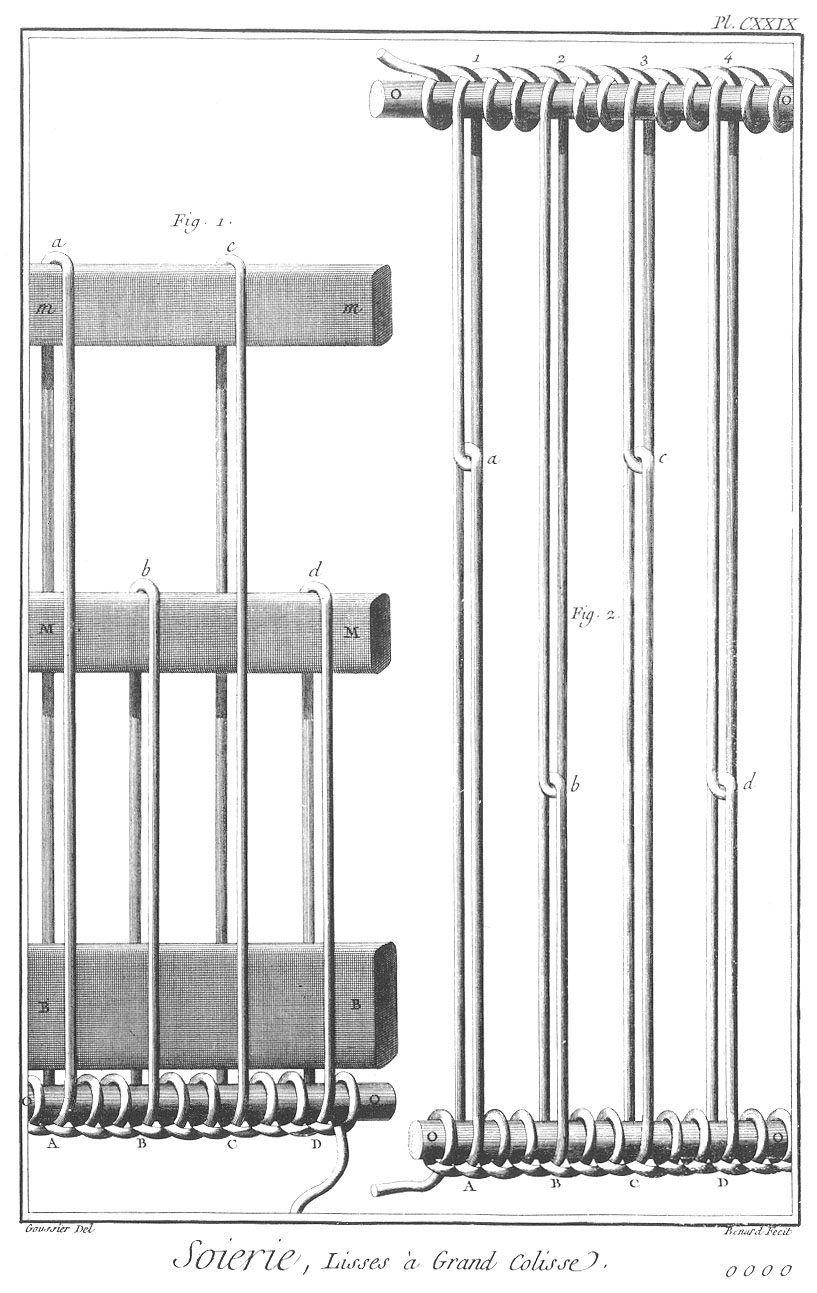 Pl. CXXIX
1 2 3 4
O O
Fig. 1.
a c
m m
a c
b d
Fig. 2.
M M
b d
B B
O O
A B C D
O O
A B C D
Goussier Del
Benard Fecit
Soierie, Lisses à Grand Colisse.
0000